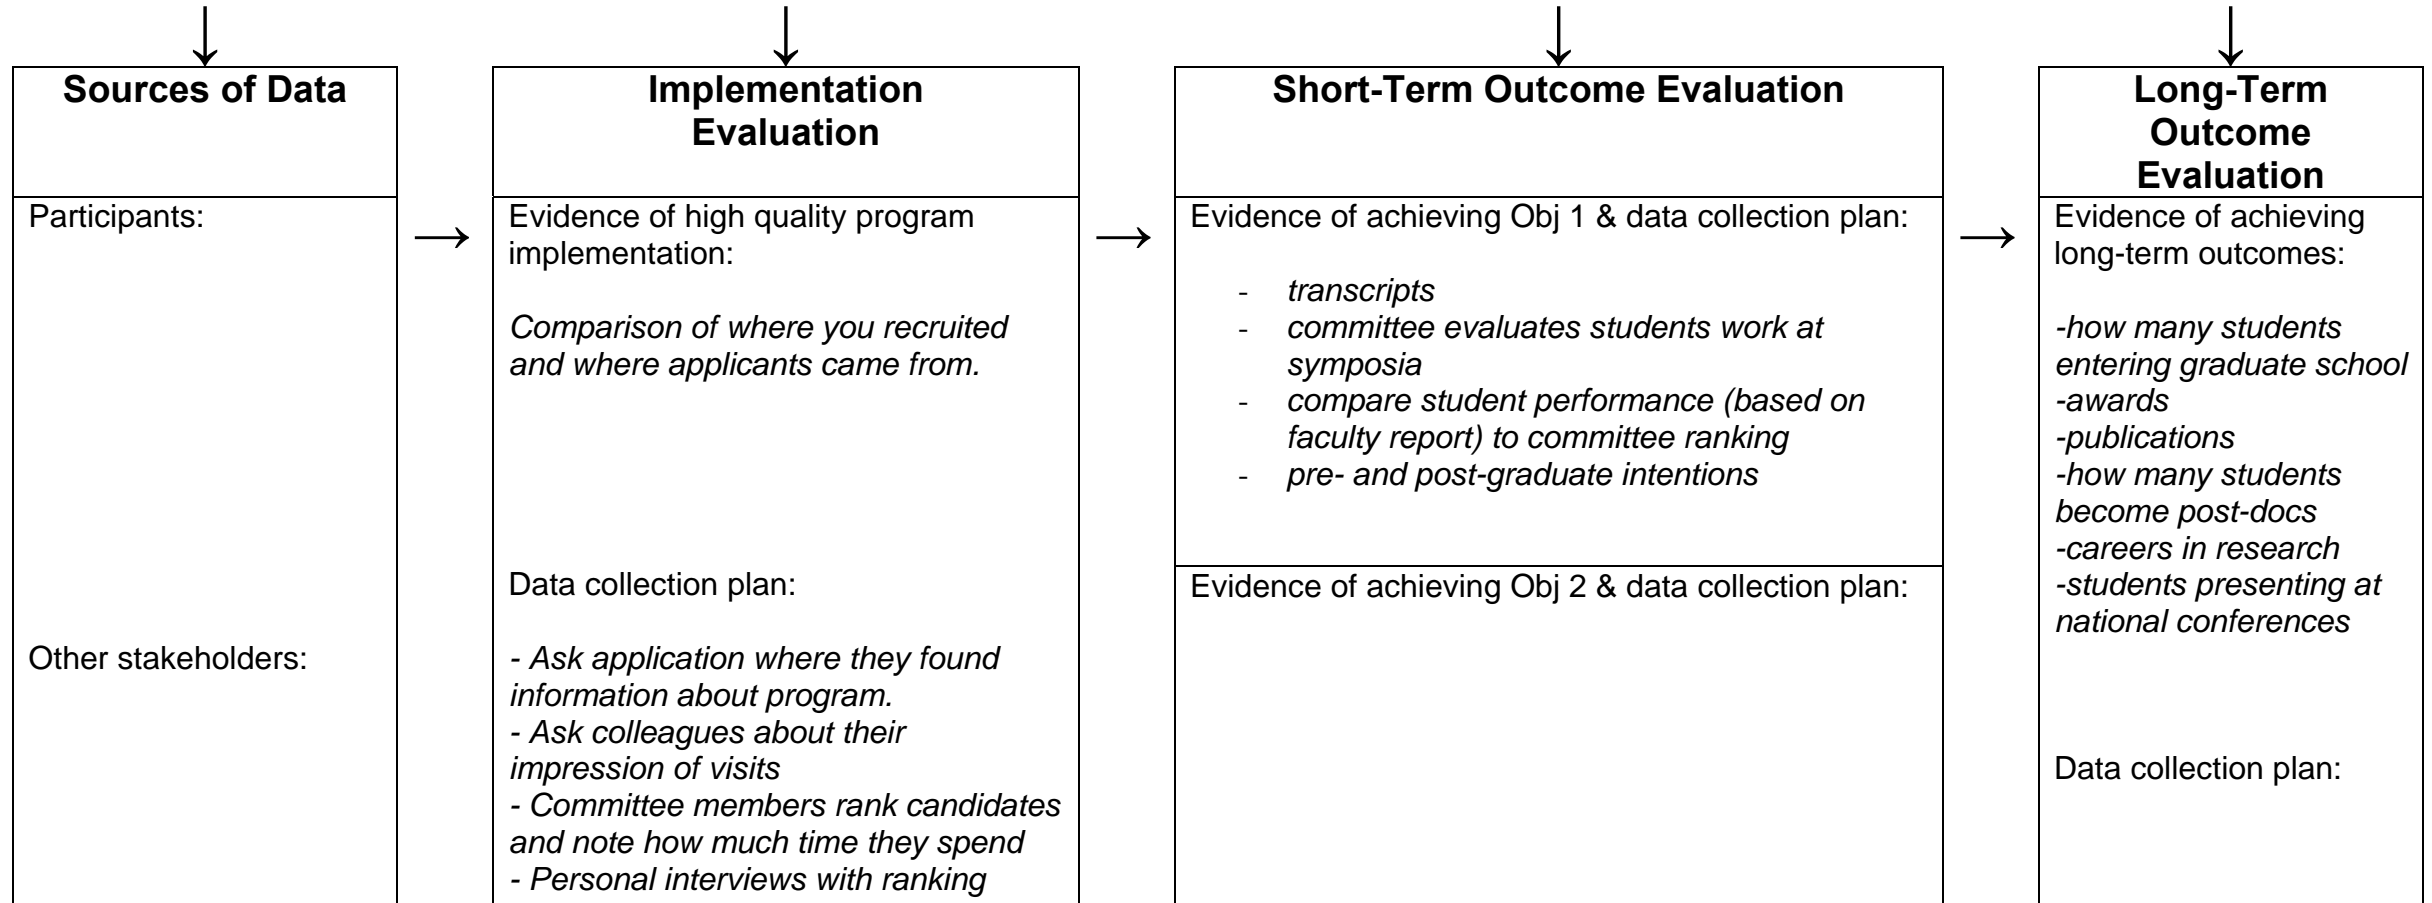 Sources of Data
Participants:
Other stakeholders:
Implementation
Evaluation
Evidence of high quality program
implementation:
Comparison of where you recruited
and where applicants came from.
Data collection plan:
- Ask application where they found
information about program.
- Ask colleagues about their
impression of visits
- Committee members rank candidates
and note how much time they spend
- Personal interviews with ranking
Short-Term Outcome Evaluation
Evidence of achieving Obj 1 & data collection plan:
- transcripts
- committee evaluates students work at
symposia
- compare student performance (based on
faculty report) to committee ranking
- pre- and post-graduate intentions
Evidence of achieving Obj 2 & data collection plan:
Long-Term
Outcome
Evaluation
Evidence of achieving
long-term outcomes:
-how many students
entering graduate school
-awards
-publications
-how many students
become post-docs
-careers in research
-students presenting at
national conferences
Data collection plan: